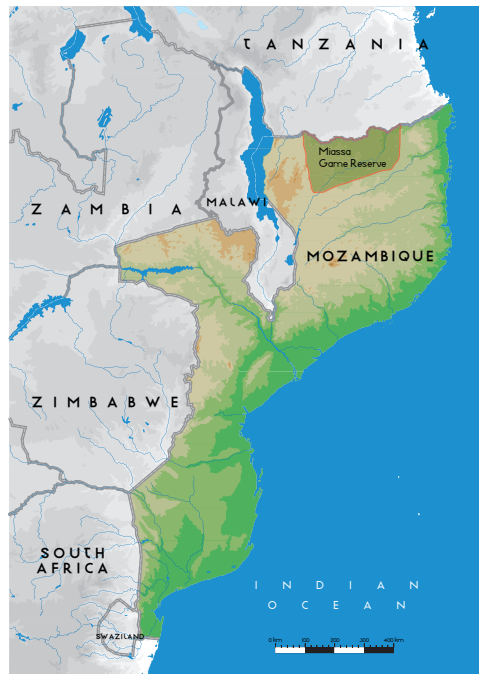 TANZANIA
Miassa
Game Reserve
ZAMBIA
MALAWI
MOZAMBIQUE
ZIMBABWE
SOUTH
AFRICA
INDIAN
OCEAN
SWAZILAND
0 km 100 200 300 400 km